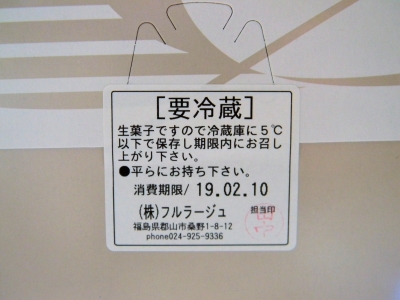 [要冷蔵]
生菓子ですので冷蔵庫に5℃
以下で保存し期限内にお召し
上がり下さい。
●平らにお持ち下さい。
消費期限/ 19.02.10
(株)フルラージュ
担当印
福島県郡山市桑野1-8-12
phone024-925-9336